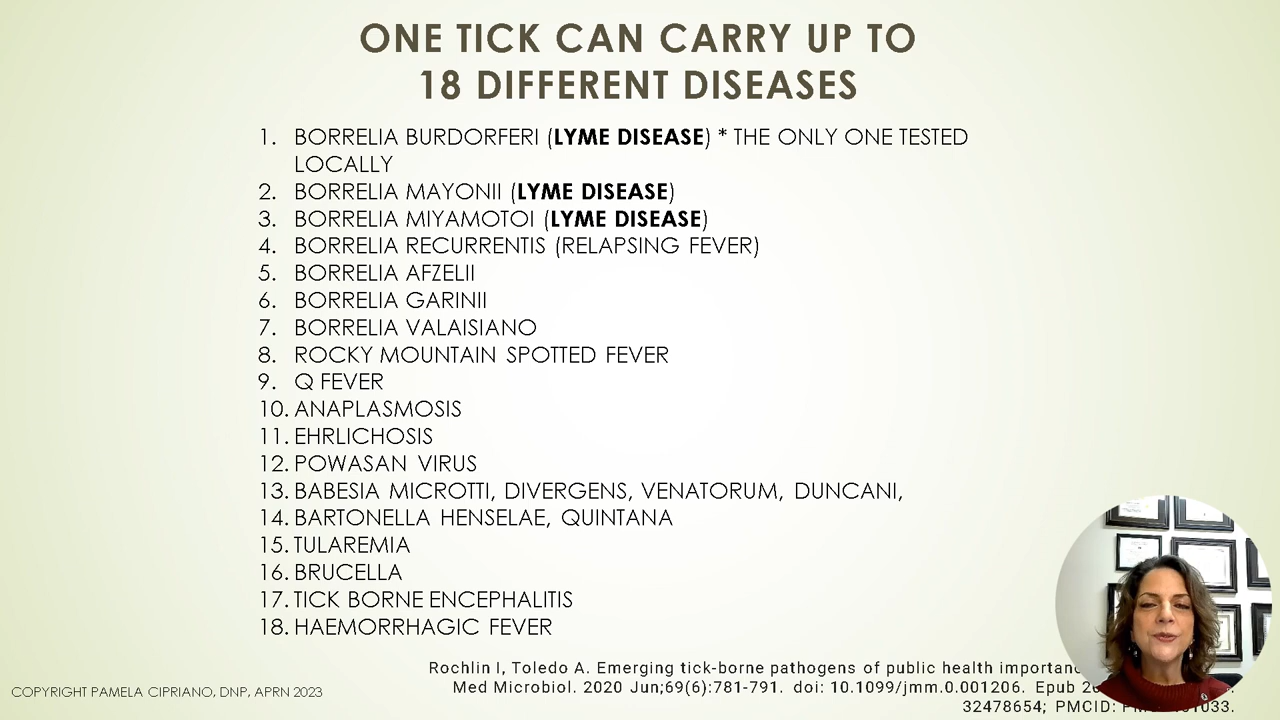 ONE TICK CAN CARRY UP TO
18 DIFFERENT DISEASES
1. BORRELIA BURDORFERI (LYME DISEASE) * THE ONLY ONE TESTED
LOCALLY
2. BORRELIA MAYONII (LYME DISEASE)
3. BORRELIA MIYAMOTOI (LYME DISEASE)
4. BORRELIA RECURRENTIS (RELAPSING FEVER)
5. BORRELIA AFZELII
6. BORRELIA GARINII
7. BORRELIA VALAISIANO
8. ROCKY MOUNTAIN SPOTTED FEVER
9. Q FEVER
10. ANAPLASMOSIS
11. EHRLICHOSIS
12. POWASAN VIRUS
13. BABESIA MICROTTI, DIVERGENS, VENATORUM, DUNCANI,
14. BARTONELLA HENSELAE, QUINTANA
15. TULAREMIA
16. BRUCELLA
17. TICK BORNE ENCEPHALITIS
18. HAEMORRHAGIC FEVER
Rochlin I, Toledo A. Emerging tick-borne pathogens of public health
Med Microbiol. 2020 Jun;69(6):781-791. doi: 10.1099/jmm.0.001206. Epub
32478654; PMCID:
COPYRIGHT PAMELA CIPRIANO, DNP, APRN 2023